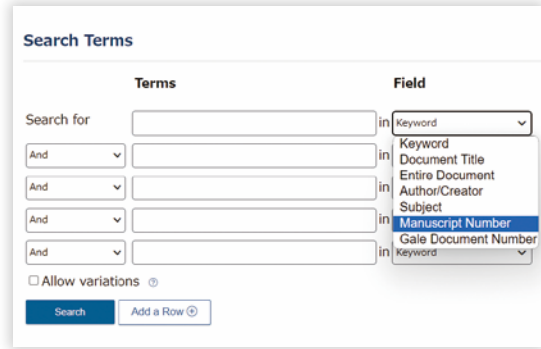 Search Terms
Terms Field
Search for in Keyword
Keyword
And in Document Title
Entire Document
And in Author/Creator
Subject
And in Manuscript Number
Gale Document Number
And in Keyword
Allow variations ?
Search Add a Row